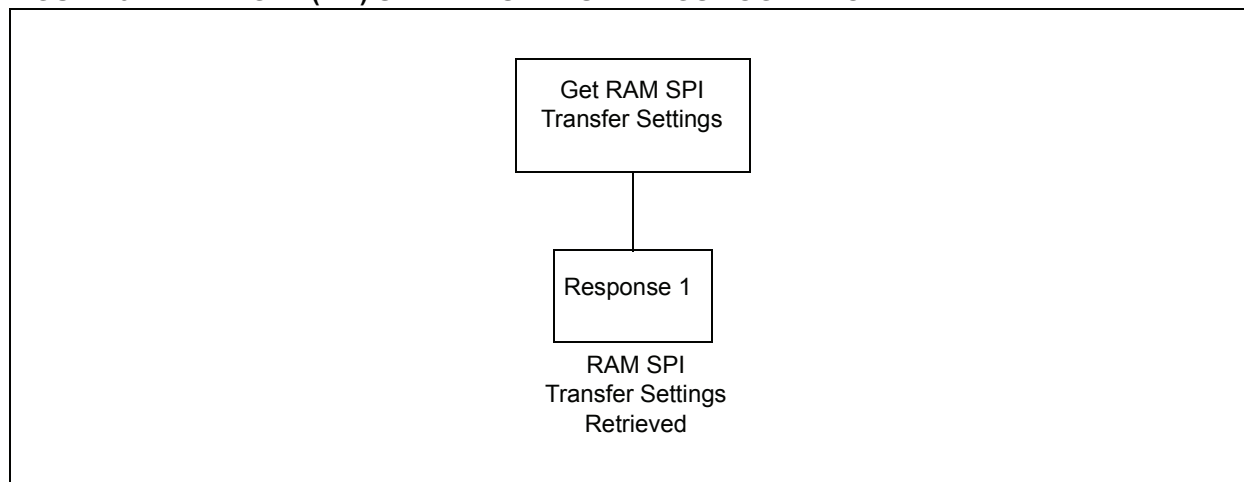 Get RAM SPI
Transfer Settings
Response 1
RAM SPI
Transfer Settings
Retrieved